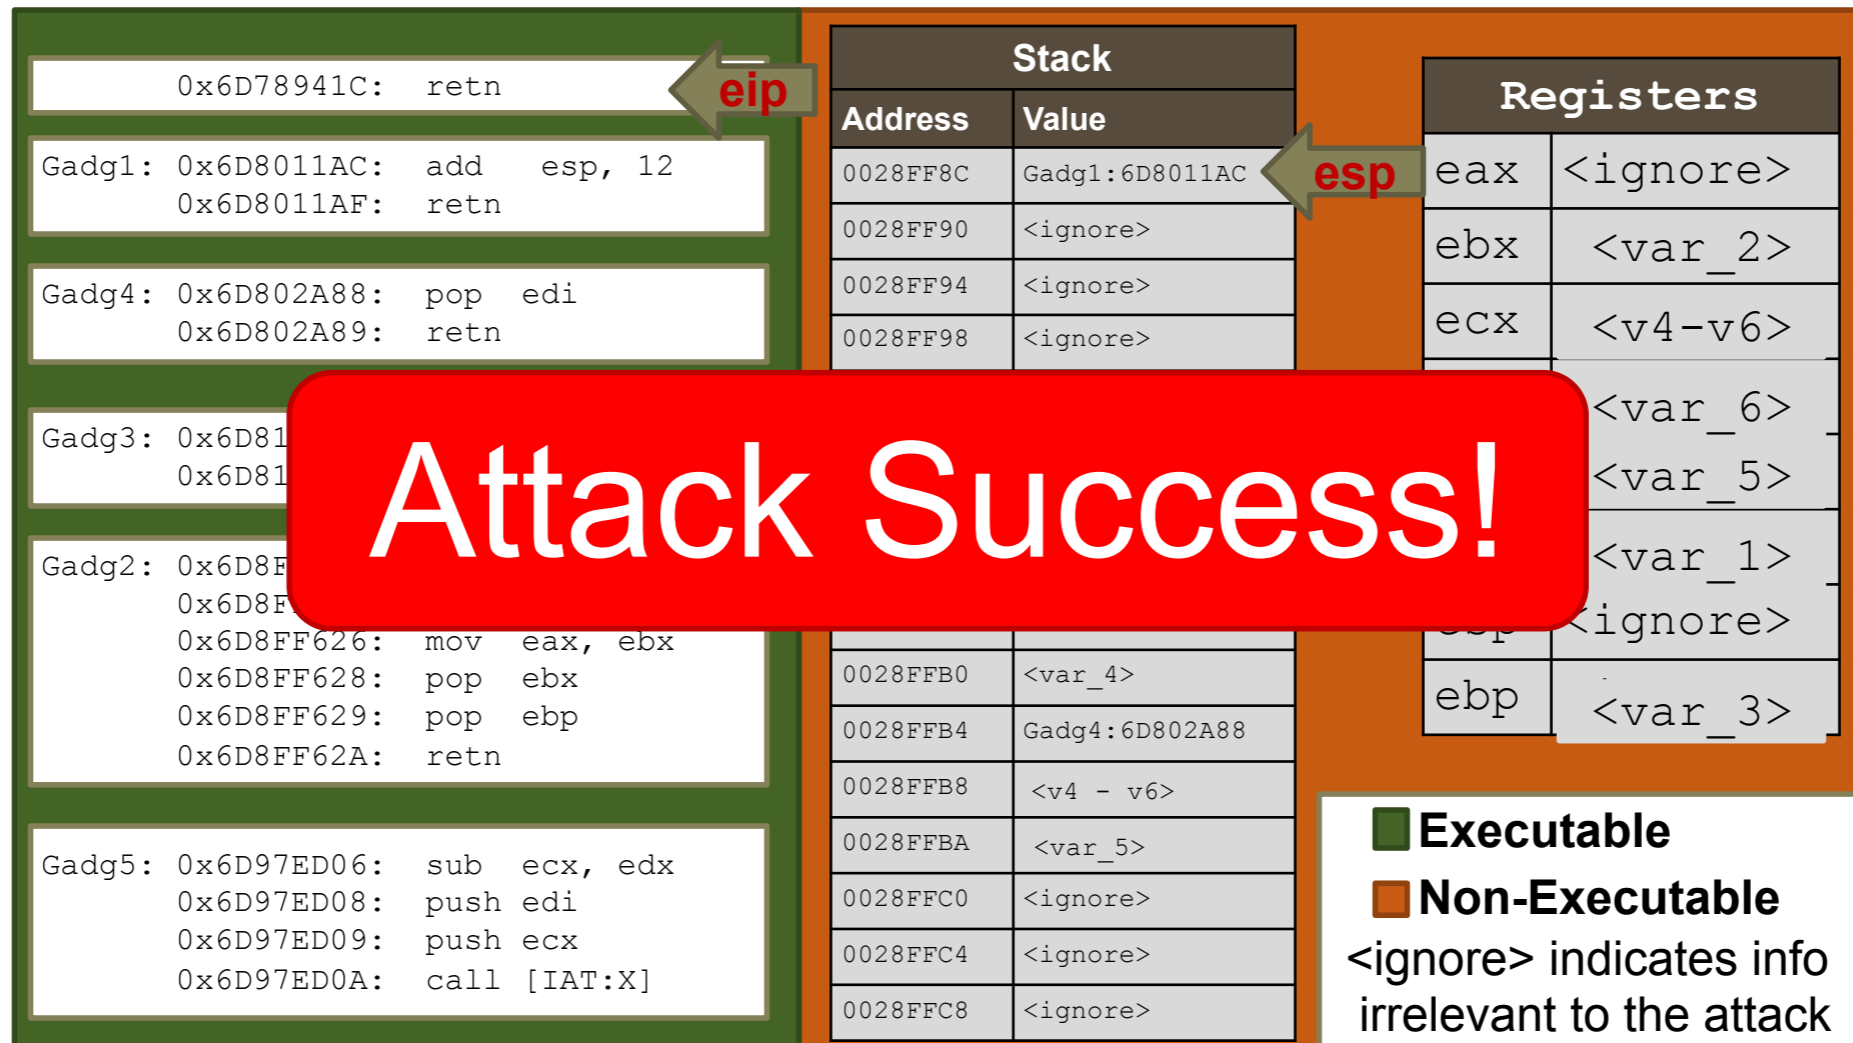 0x6D78941C: retn
eip
Gadg1: 0x6D8011AC: add esp, 12
0x6D8011AF: retn
Gadg4: 0x6D802A88: pop edi
0x6D802A89: retn
Gadg3: 0x6D81
0x6D81
Gadg2: 0x6D8F
0x6D8F
0x6D8FF626: mov eax, ebx
0x6D8FF628: pop ebx
0x6D8FF629: pop ebp
0x6D8FF62A: retn
Gadg5: 0x6D97ED06: sub ecx, edx
0x6D97ED08: push edi
0x6D97ED09: push ecx
0x6D97ED0A: call [IAT:X]
Stack
Address Value
0028FF8C Gadg1:6D8011AC
esp
0028FF90 <ignore>
0028FF94 <ignore>
0028FF98 <ignore>
Attack Success!
0028FFB0 <var_4>
0028FFB4 Gadg4:6D802A88
0028FFB8 <v4 - v6>
0028FFBA <var_5>
0028FFC0 <ignore>
0028FFC4 <ignore>
0028FFC8 <ignore>
Registers
eax <ignore>
ebx <var_2>
ecx <v4-v6>
<var_6>
<var_5>
<var_1>
esp <ignore>
ebp <var_3>
Executable
Non-Executable
<ignore> indicates info
irrelevant to the attack